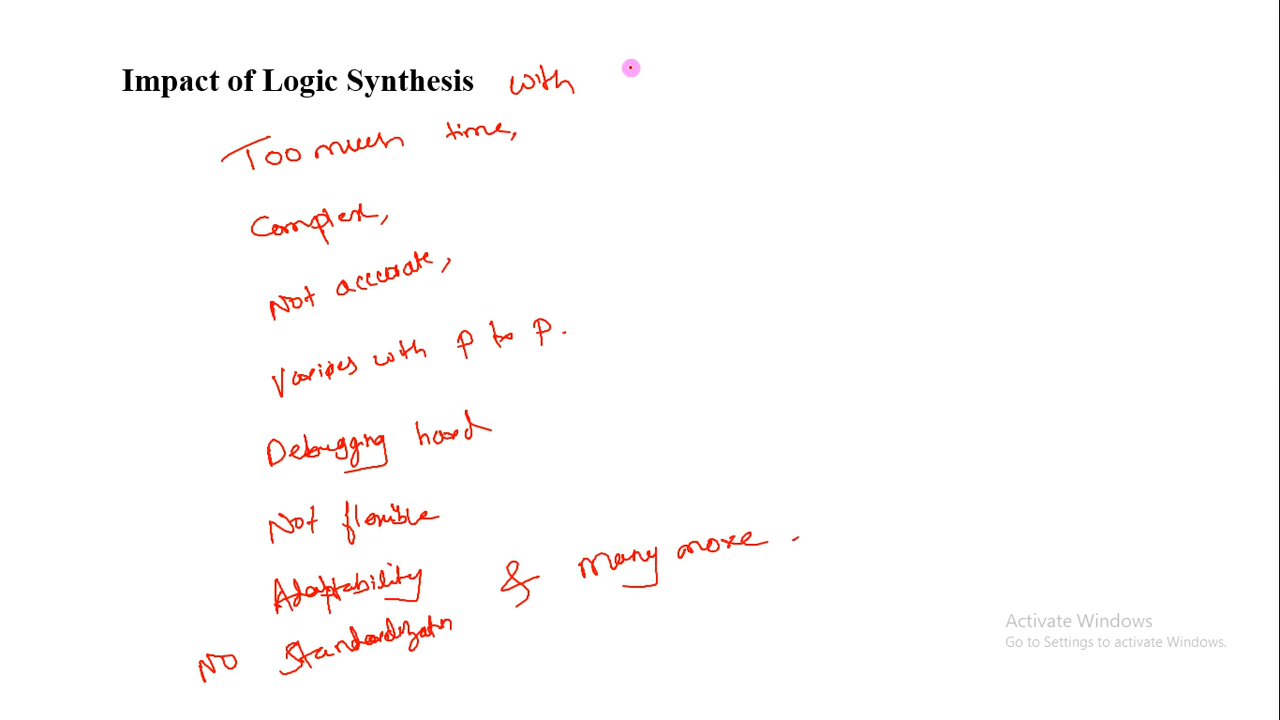 Impact of Logic Synthesis with
Too much time,
Complex,
Not accurate,
Varies with P to P.
Debugging hard
Not flexible
Adaptability & many more.
No Standardization
Activate Windows
Go to Settings to activate Windows.